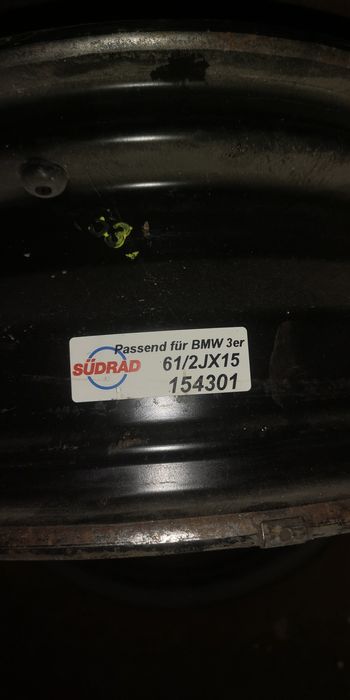 Passend für BMW 3er
SÜDRAD
61/2JX15
154301